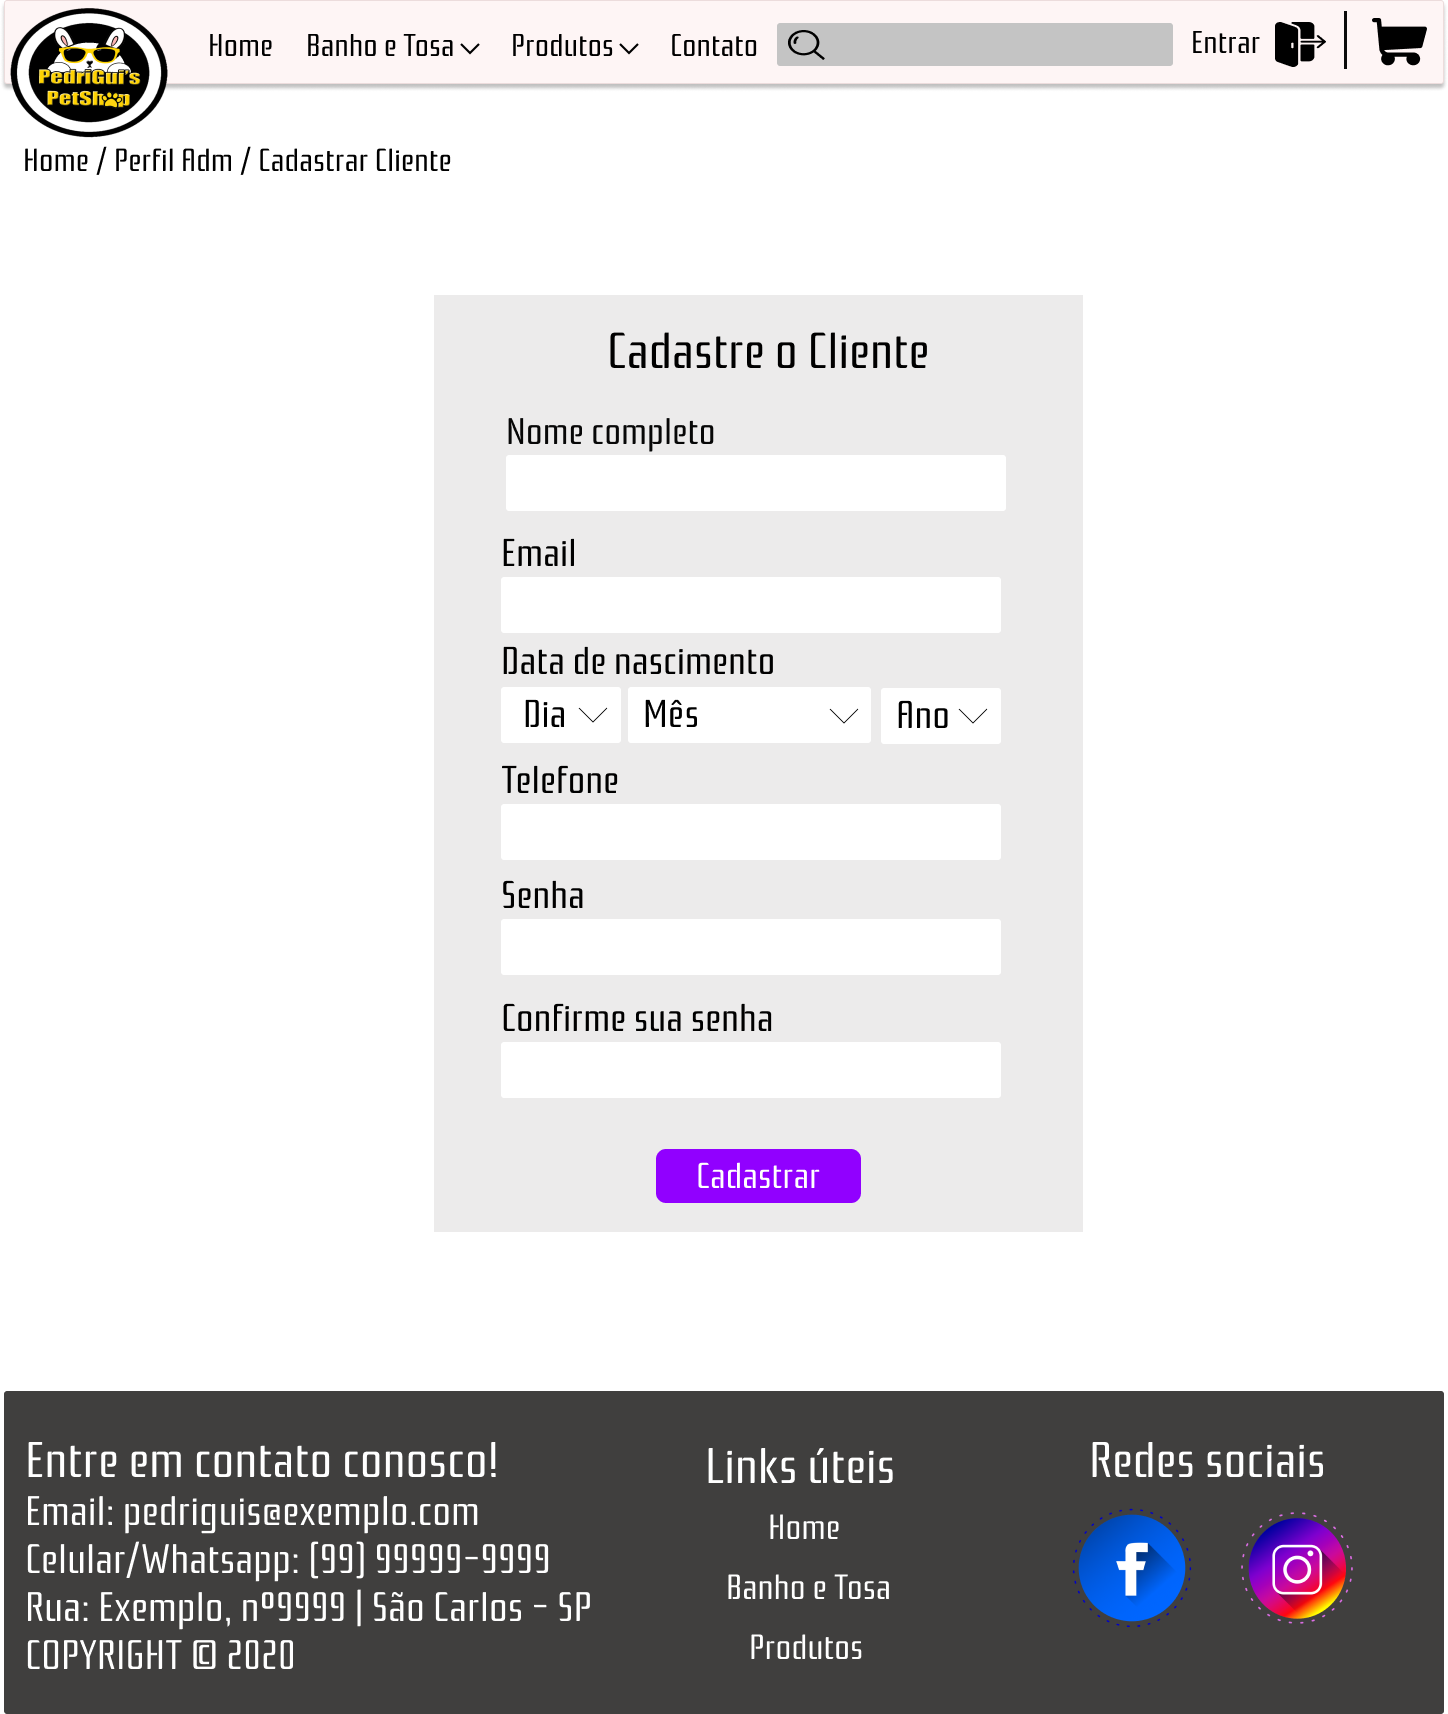 PedriGui's
PetShop
Home Banho e Tosa Produtos Contato Entrar
Home / Perfil Adm / Cadastrar Cliente
Cadastre o Cliente
Nome completo
Email
Data de nascimento
Dia Mês Ano
Telefone
Senha
Confirme sua senha
Cadastrar
Entre em contato conosco!
Email: pedriguis@exemplo.com
Celular/Whatsapp: (99) 99999-9999
Rua: Exemplo, nº9999 | São Carlos - SP
COPYRIGHT © 2020
Links úteis
Home
Banho e Tosa
Produtos
Redes sociais